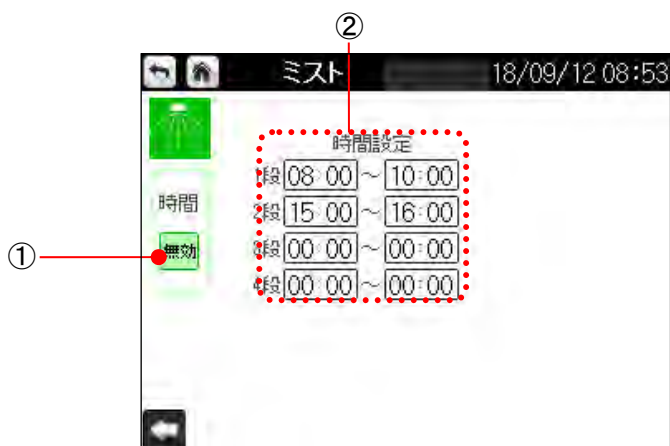 ②
ミスト 18/09/12 08:53
時間設定
1段 08:00 ~ 10:00
時間
2段 15:00 ~ 16:00
①
無効
3段 00:00 ~ 00:00
4段 00:00 ~ 00:00